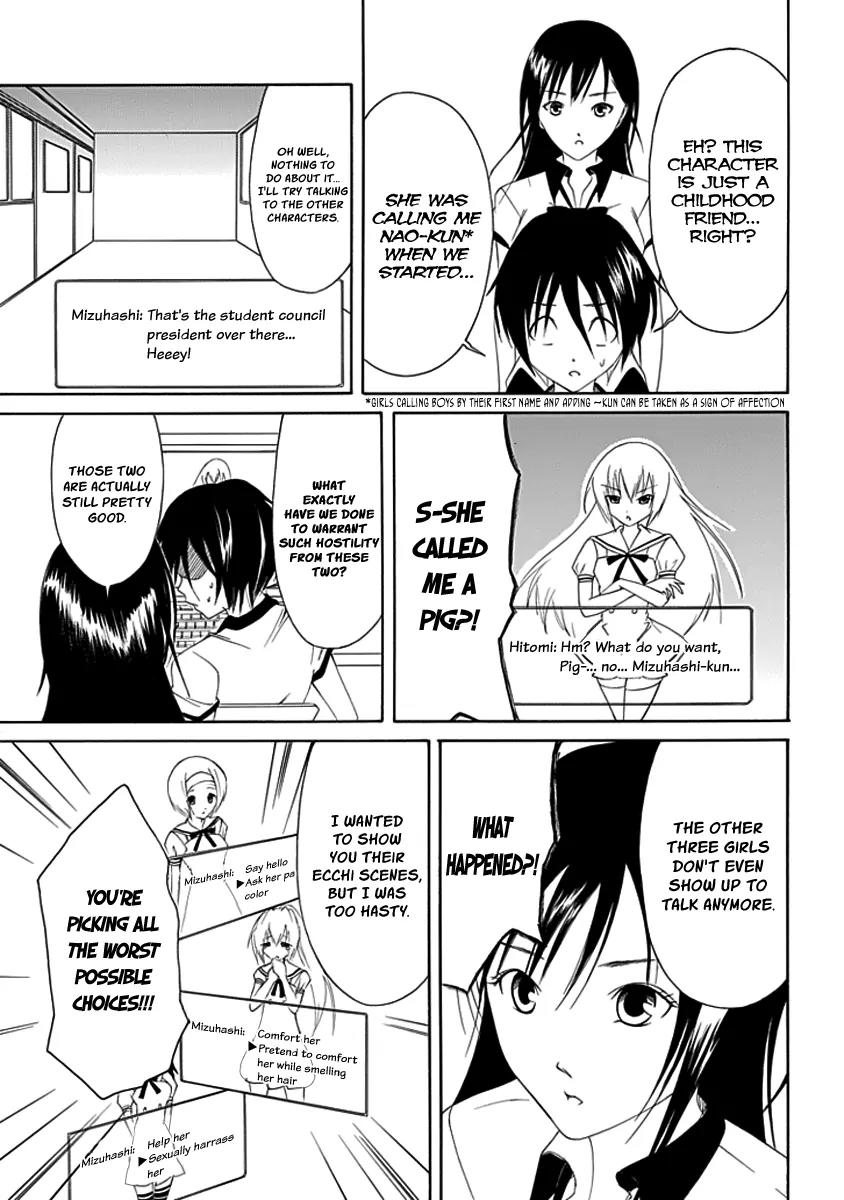 EH? THIS
CHARACTER
IS JUST A
CHILDHOOD
FRIEND...
RIGHT?
SHE WAS
CALLING ME
NAO-KUN*
WHEN WE
STARTED...
*GIRLS CALLING BOYS BY THEIR FIRST NAME AND ADDING ~KUN CAN BE TAKEN AS A SIGN OF AFFECTION
OH WELL,
NOTHING TO
DO ABOUT IT...
I'LL TRY TALKING
TO THE OTHER
CHARACTERS.
Mizuhashi: That's the student council
president over there...
Heeey!
S-SHE
CALLED
ME A
PIG?!
Hitomi: Hm? What do you want,
Pig-... no... Mizuhashi-kun...
WHAT
EXACTLY
HAVE WE DONE
TO WARRANT
SUCH HOSTILITY
FROM THESE
TWO?
THOSE TWO
ARE ACTUALLY
STILL PRETTY
GOOD.
THE OTHER
THREE GIRLS
DON'T EVEN
SHOW UP TO
TALK ANYMORE.
WHAT
HAPPENED?!
I WANTED
TO SHOW
YOU THEIR
ECCHI SCENES,
BUT I WAS
TOO HASTY.
Mizuhashi: Say hello
▶Ask her pa
color
Mizuhashi: Comfort her
▶Pretend to comfort
her while smelling
her hair
Mizuhashi: Help her
▶Sexually harrass
her
YOU'RE
PICKING ALL
THE WORST
POSSIBLE
CHOICES!!!